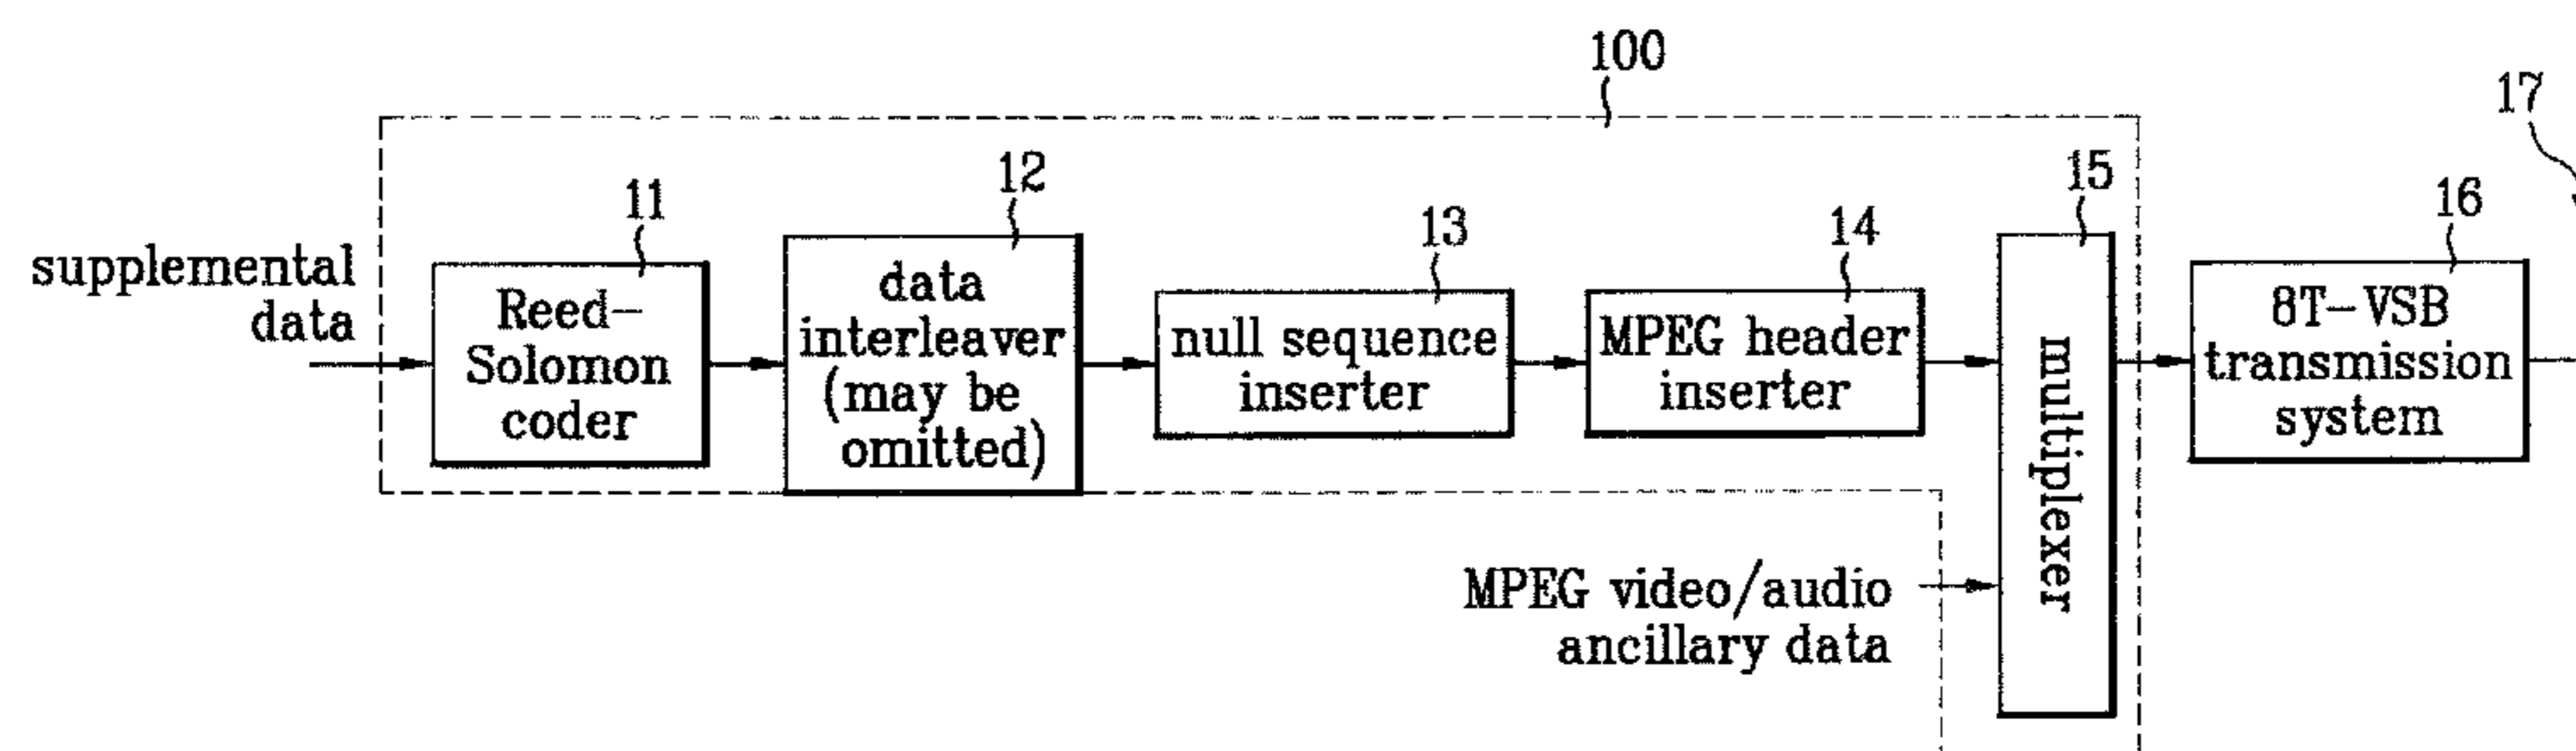 100
17
11
12
13
14
15
16
supplemental
data
Reed-
Solomon
coder
data
interleaver
(may be
omitted)
null sequence
inserter
MPEG header
inserter
multiplexer
8T-VSB
transmission
system
MPEG video/audio
ancillary data